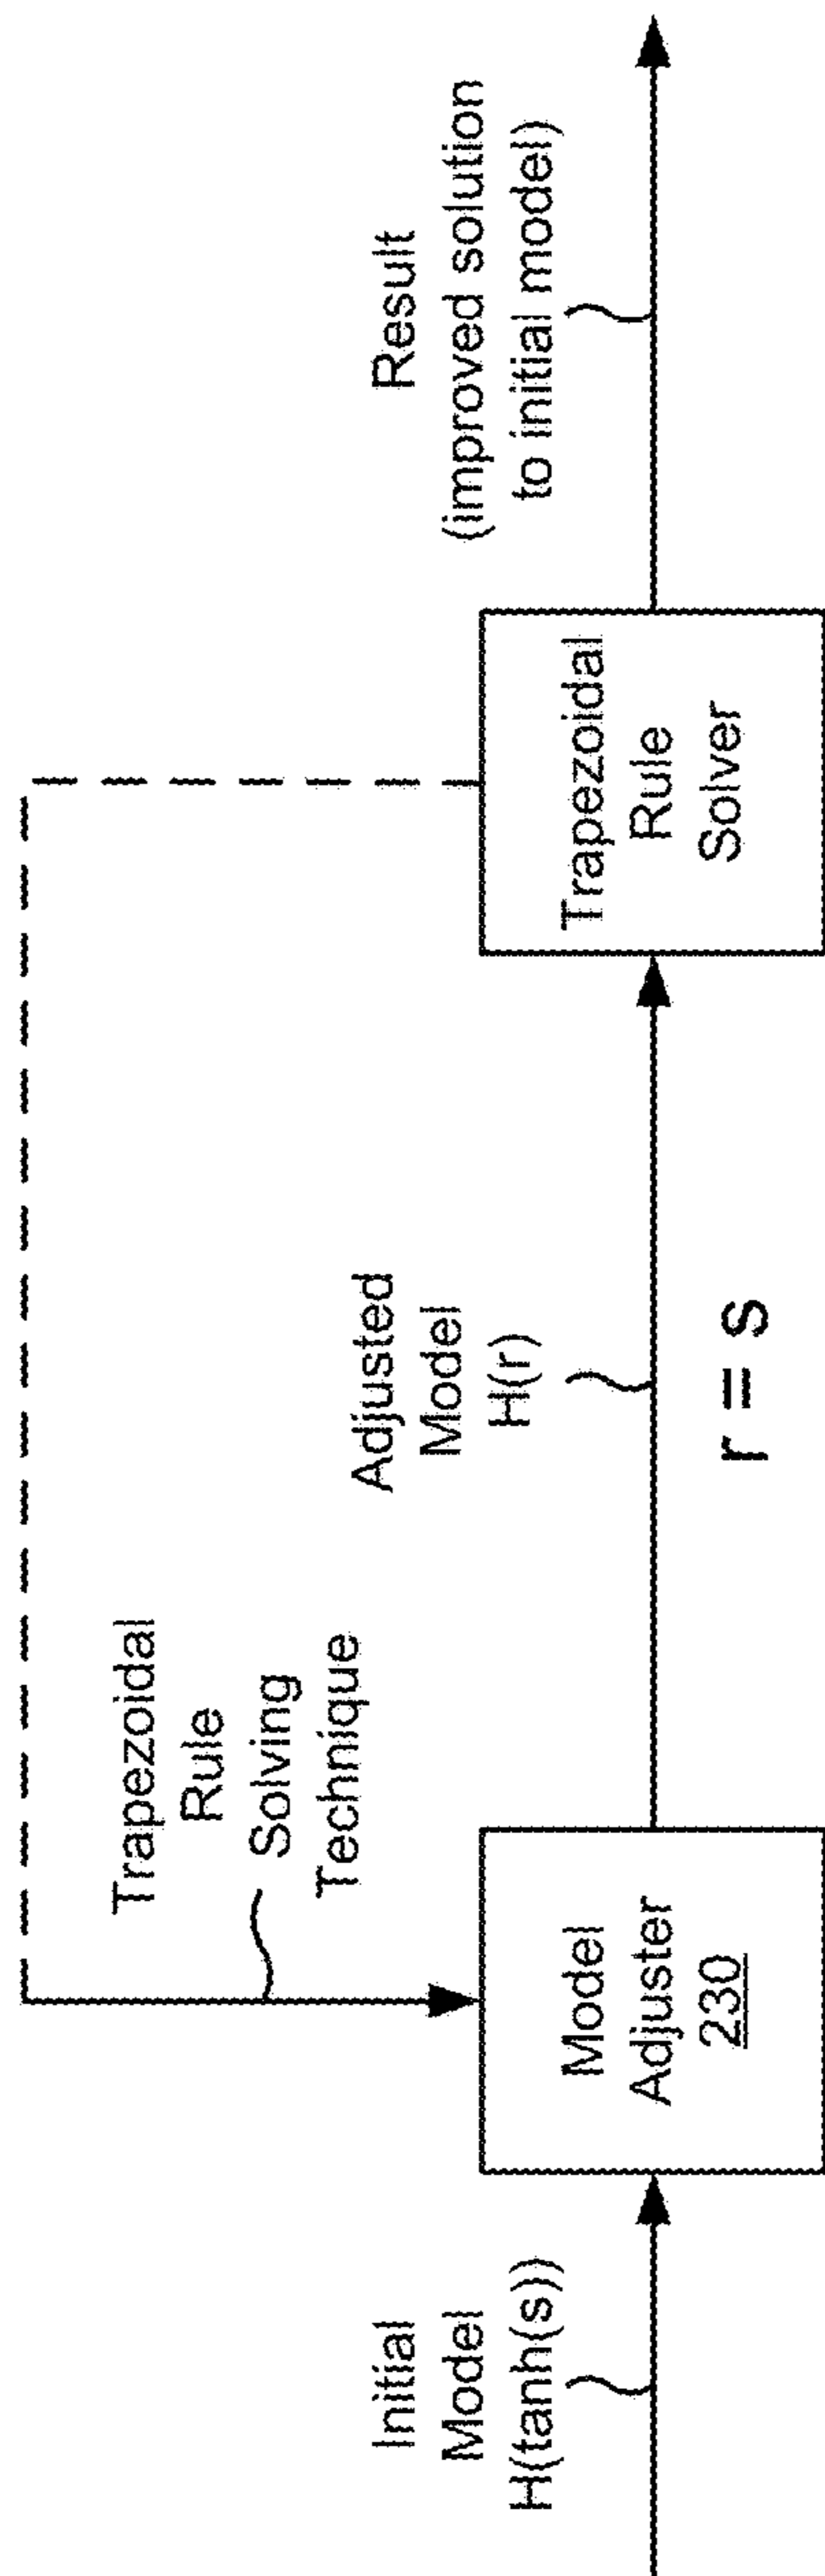 Initial
Model
H(tanh(s))
Model
Adjuster
230
Trapezoidal
Rule
Solving
Technique
Adjusted
Model
H(r)
r = s
Trapezoidal
Rule
Solver
Result
(improved solution
to initial model)